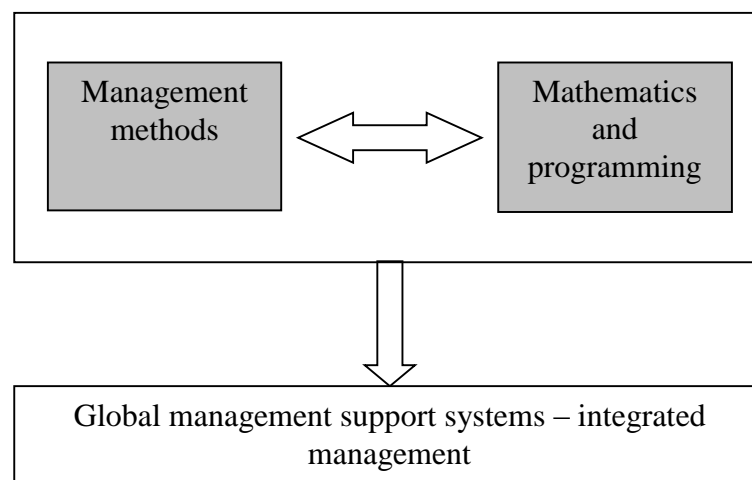 Management
methods
Mathematics
and
programming
Global management support systems – integrated
management